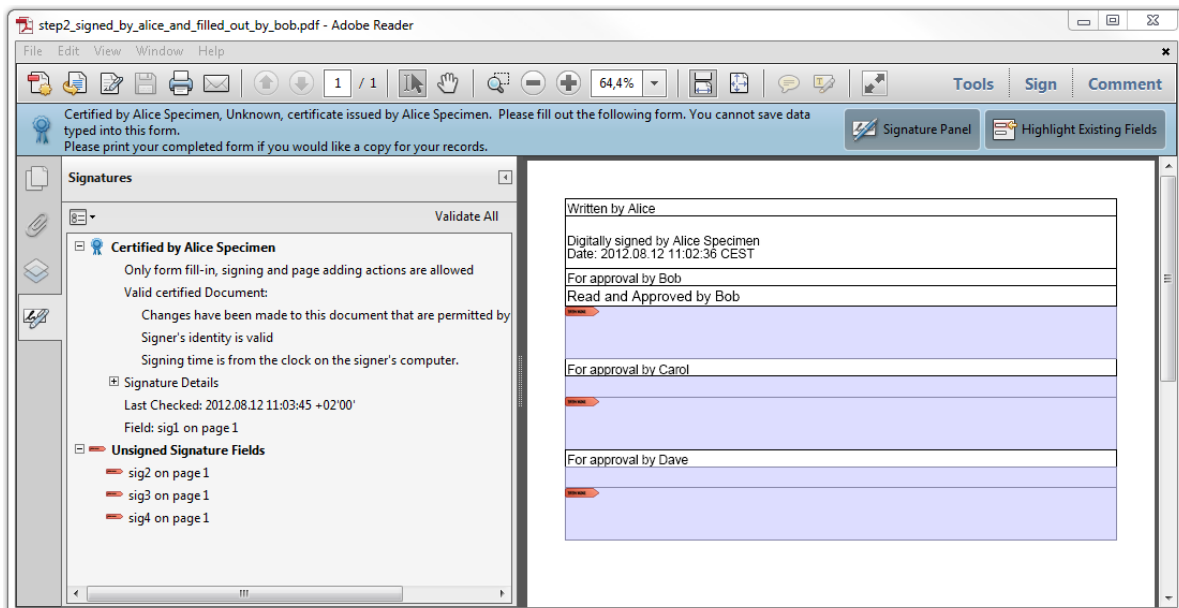 step2_signed_by_alice_and_filled_out_by_bob.pdf - Adobe Reader
File Edit View Window Help
1 / 1 64,4% Tools Sign Comment
Certified by Alice Specimen, Unknown, certificate issued by Alice Specimen. Please fill out the following form. You cannot save data
typed into this form.
Please print your completed form if you would like a copy for your records.
Signature Panel
Highlight Existing Fields
Signatures
Validate All
Certified by Alice Specimen
Only form fill-in, signing and page adding actions are allowed
Valid certified Document:
Changes have been made to this document that are permitted by
Signer's identity is valid
Signing time is from the clock on the signer's computer.
Signature Details
Last Checked: 2012.08.12 11:03:45 +02'00'
Field: sig1 on page 1
Unsigned Signature Fields
sig2 on page 1
sig3 on page 1
sig4 on page 1
Written by Alice
Digitally signed by Alice Specimen
Date: 2012.08.12 11:02:36 CEST
For approval by Bob
Read and Approved by Bob
For approval by Carol
For approval by Dave